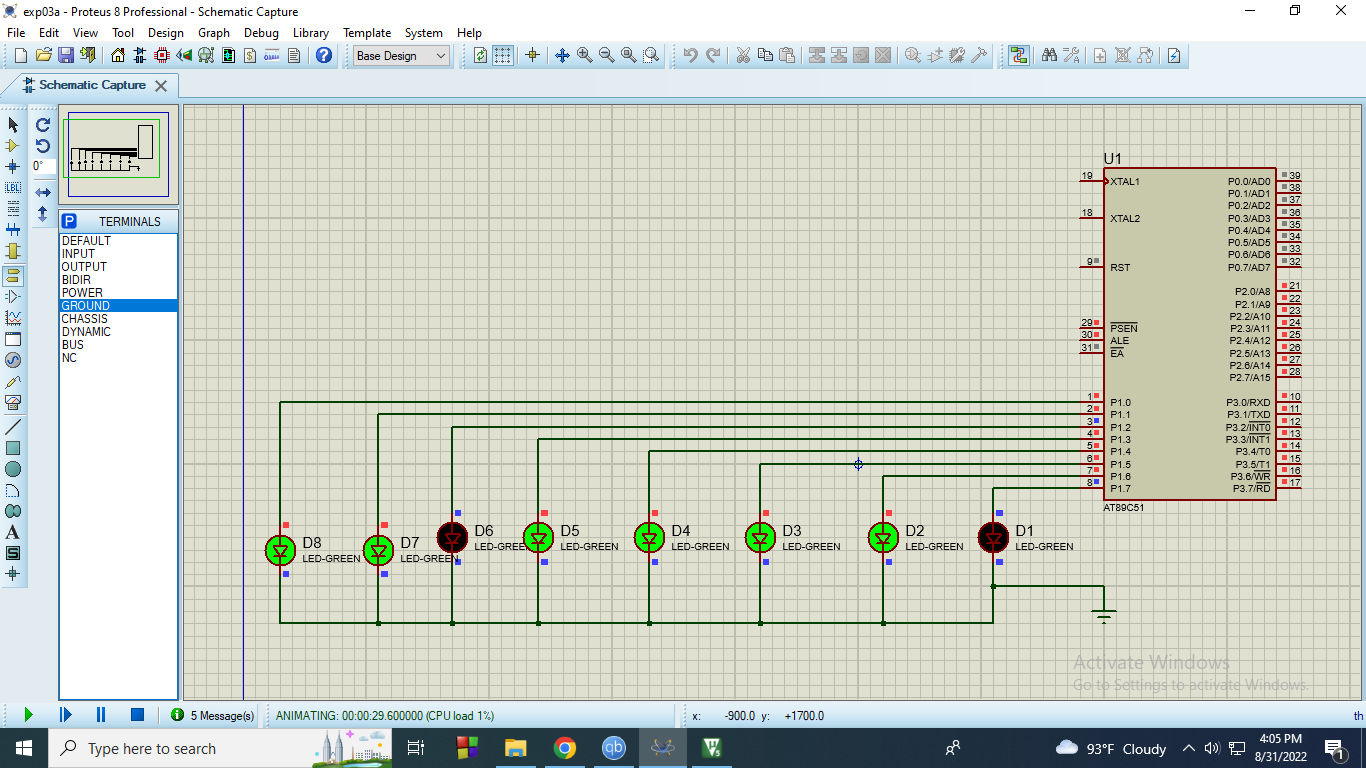 exp03a - Proteus 8 Professional - Schematic Capture
File Edit View Tool Design Graph Debug Library Template System Help
Base Design
Schematic Capture
0°
LBL
P TERMINALS
DEFAULT
INPUT
OUTPUT
BIDIR
POWER
GROUND
CHASSIS
DYNAMIC
BUS
NC
A
S
U1
19 XTAL1 P0.0/AD0 39
P0.1/AD1 38
P0.2/AD2 37
18 XTAL2 P0.3/AD3 36
P0.4/AD4 35
P0.5/AD5 34
P0.6/AD6 33
9 RST P0.7/AD7 32
P2.0/A8 21
P2.1/A9 22
P2.2/A10 23
29 PSEN P2.3/A11 24
30 ALE P2.4/A12 25
31 EA P2.5/A13 26
P2.6/A14 27
P2.7/A15 28
1 P1.0 P3.0/RXD 10
2 P1.1 P3.1/TXD 11
3 P1.2 P3.2/INT0 12
4 P1.3 P3.3/INT1 13
5 P1.4 P3.4/T0 14
6 P1.5 P3.5/T1 15
7 P1.6 P3.6/WR 16
8 P1.7 P3.7/RD 17
AT89C51
D8
LED-GREEN
D7
LED-GREEN
D6
LED-GREEN
D5
LED-GREEN
D4
LED-GREEN
D3
LED-GREEN
D2
LED-GREEN
D1
LED-GREEN
Activate Windows
Go to Settings to activate Windows.
5 Message(s) ANIMATING: 00:00:29.600000 (CPU load 1%) x: -900.0 y: +1700.0 th
Type here to search
qb
93°F Cloudy
4:05 PM
8/31/2022
1